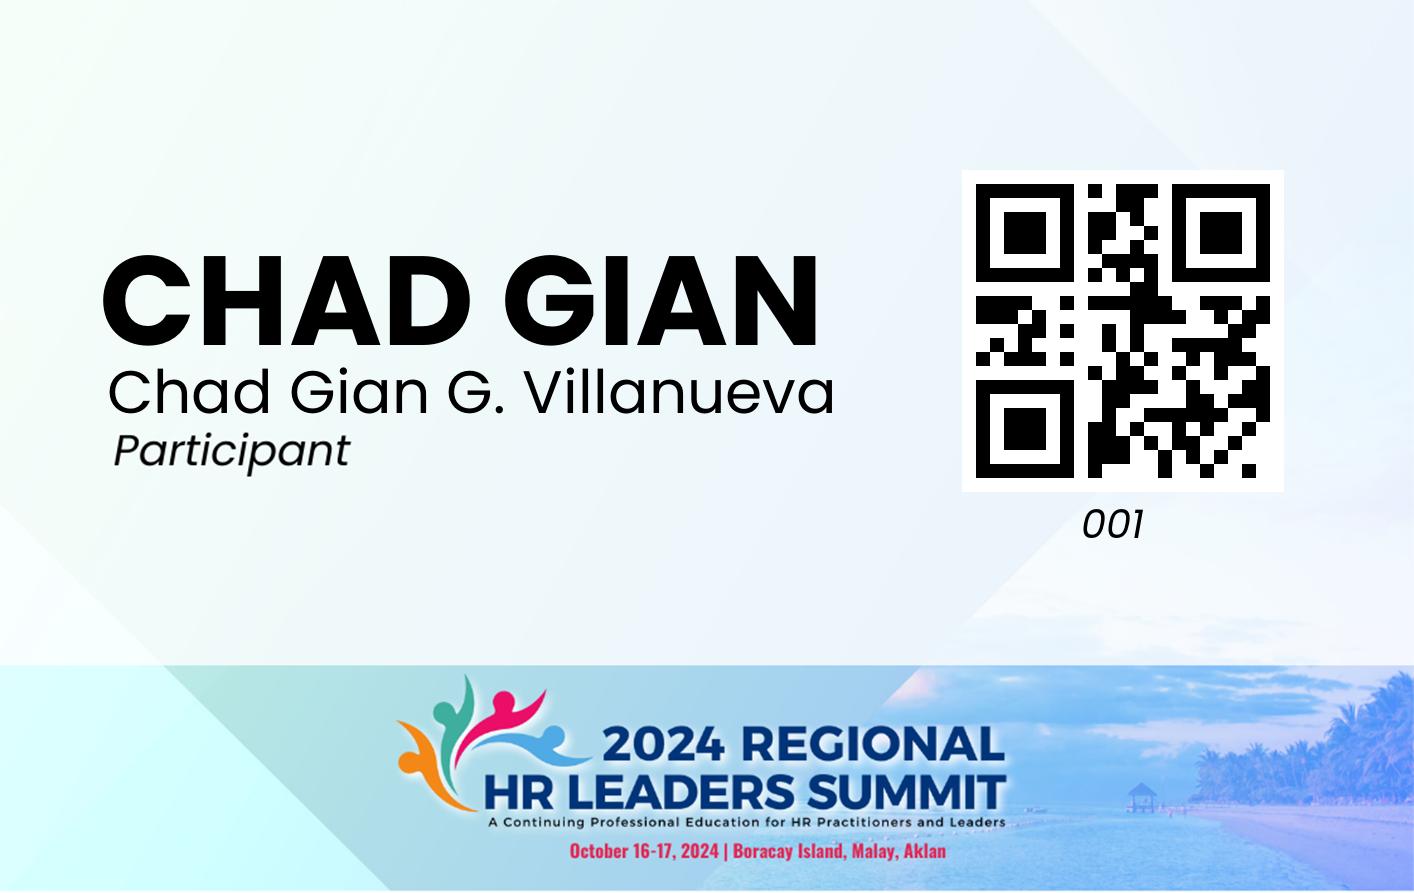 CHAD GIAN
Chad Gian G. Villanueva
Participant
001
2024 REGIONAL
HR LEADERS SUMMIT
A Continuing Professional Education for HR Practitioners and Leaders
October 16-17, 2024 | Boracay Island, Malay, Aklan